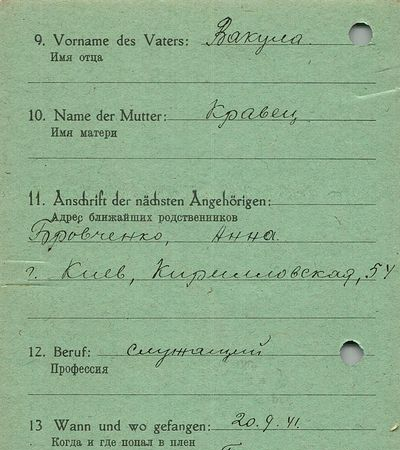 9. Vorname des Vaters: Вакула.
Имя отца
10. Name der Mutter: Кравец
Имя матери
11. Anschrift der nächsten Angehörigen:
Адрес ближайших родственников
Бровченко, Анна
г. Киев, Кирилловская, 54
12. Beruf: служащий
Профессия
13 Wann und wo gefangen: 20.9.41.
Когда и где попал в плен